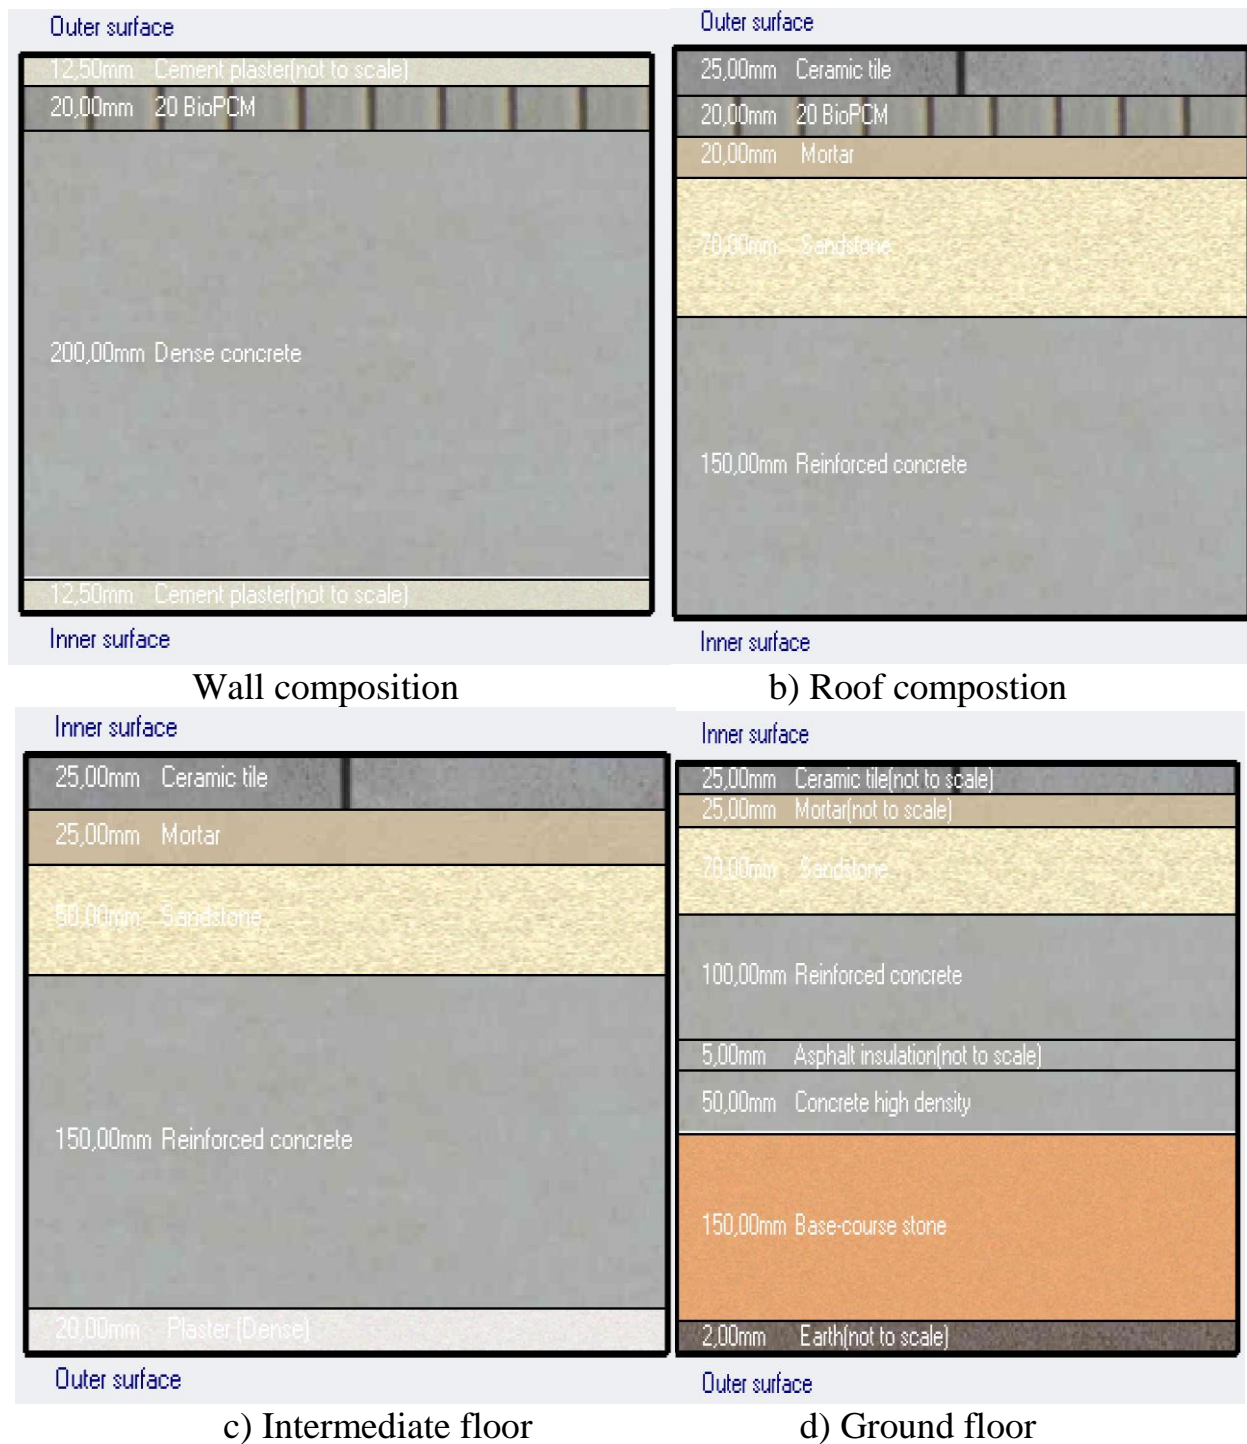 Outer surface
12,50mm Cement plaster(not to scale)
20,00mm 20 BioPCM
200,00mm Dense concrete
12,50mm Cement plaster(not to scale)
Inner surface
Wall composition
Outer surface
25,00mm Ceramic tile
20,00mm 20 BioPCM
20,00mm Mortar
70,00mm Sandstone
150,00mm Reinforced concrete
Inner surface
b) Roof compostion
Inner surface
25,00mm Ceramic tile
25,00mm Mortar
50,00mm Sandstone
150,00mm Reinforced concrete
20,00mm Plaster (Dense)
Outer surface
c) Intermediate floor
Inner surface
25,00mm Ceramic tile(not to scale)
25,00mm Mortar(not to scale)
70,00mm Sandstone
100,00mm Reinforced concrete
5,00mm Asphalt insulation(not to scale)
50,00mm Concrete high density
150,00mm Base-course stone
2,00mm Earth(not to scale)
Outer surface
d) Ground floor